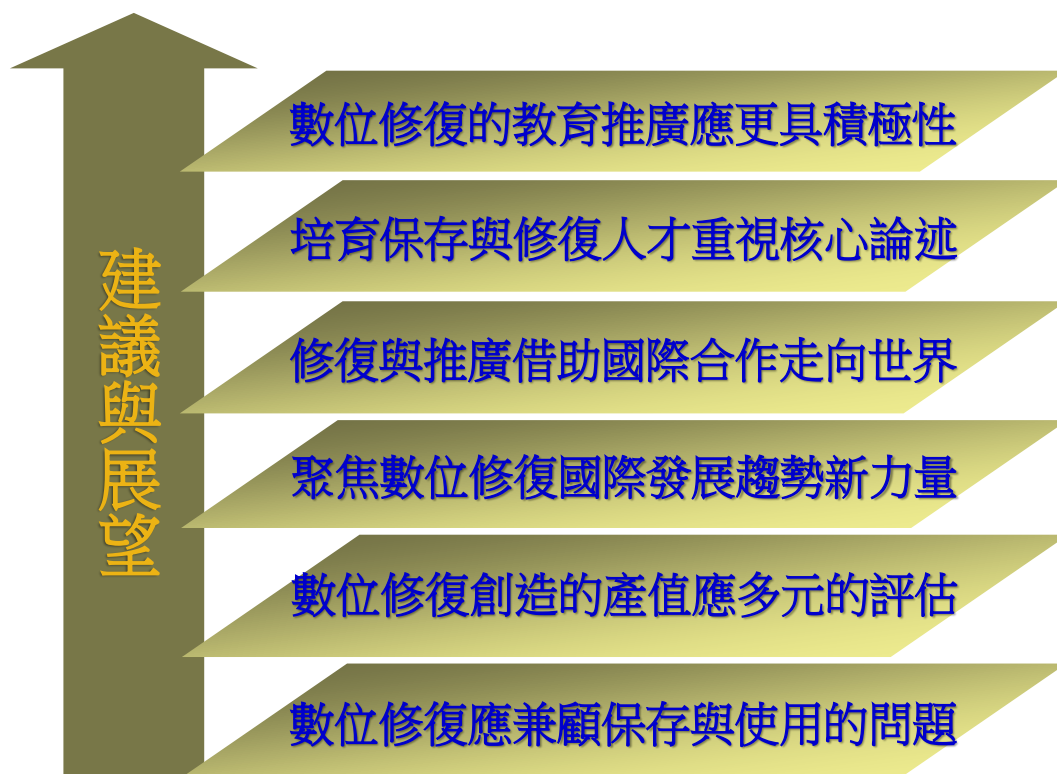 建議與展望
數位修復的教育推廣應更具積極性
培育保存與修復人才重視核心論述
修復與推廣借助國際合作走向世界
聚焦數位修復國際發展趨勢新力量
數位修復創造的產值應多元的評估
數位修復應兼顧保存與使用的問題